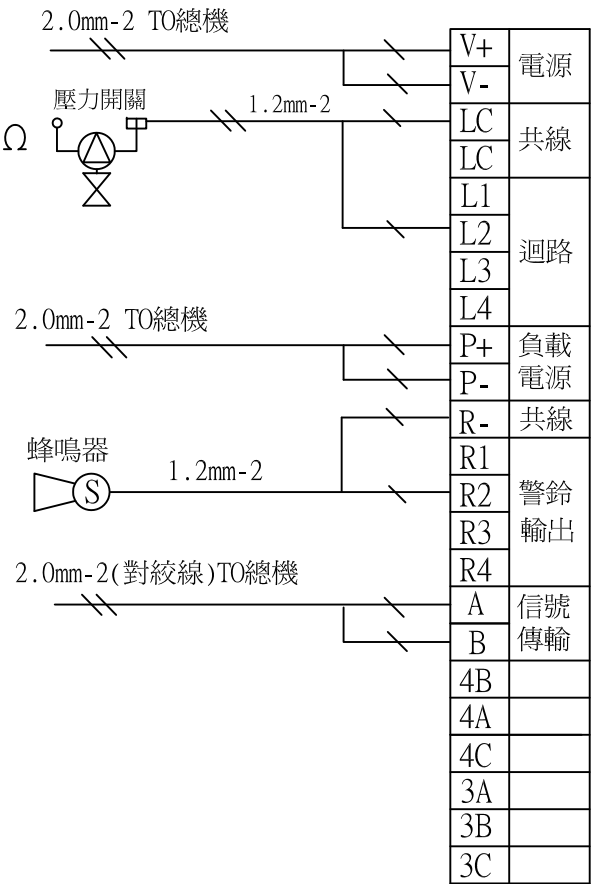 2.0mm-2 TO總機
壓力開關
1.2mm-2
Ω
2.0mm-2 TO總機
蜂鳴器
1.2mm-2
S
2.0mm-2(對絞線)TO總機
V+
V-
電源
LC
LC
共線
L1
L2
L3
L4
迴路
P+
P-
負載
電源
R-
共線
R1
R2
R3
R4
警鈴
輸出
A
B
信號
傳輸
4B
4A
4C
3A
3B
3C